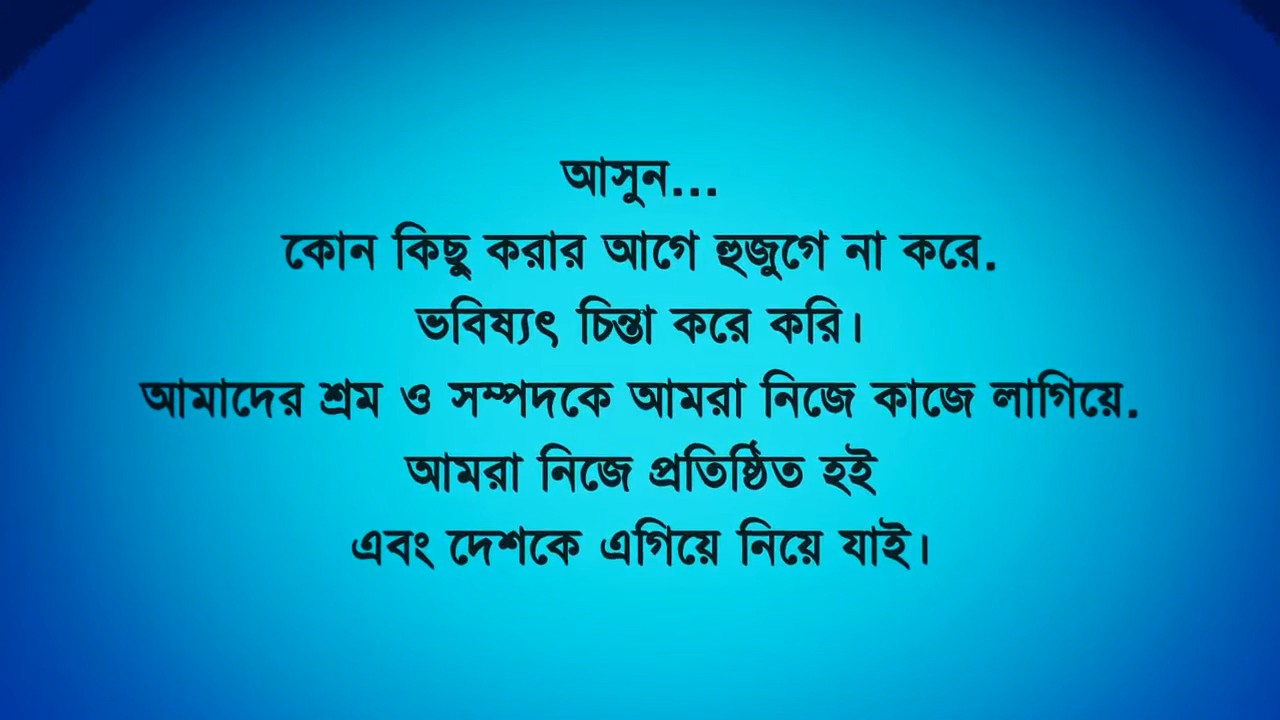 আসুন...
কোন কিছু করার আগে হুজুগে না করে.
ভবিষ্যৎ চিন্তা করে করি।
আমাদের শ্রম ও সম্পদকে আমরা নিজে কাজে লাগিয়ে.
আমরা নিজে প্রতিষ্ঠিত হই
এবং দেশকে এগিয়ে নিয়ে যাই।